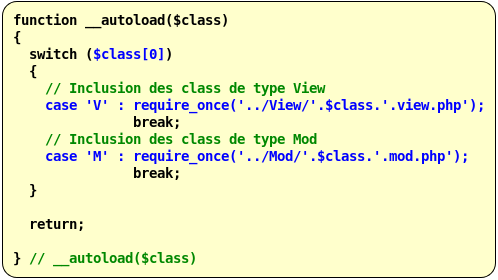 function __autoload($class)
{
  switch ($class[0])
  {
    // Inclusion des class de type View
    case 'V' : require_once('../View/'.$class.'.view.php');
               break;
    // Inclusion des class de type Mod
    case 'M' : require_once('../Mod/'.$class.'.mod.php');
               break;
  }

  return;

} // __autoload($class)